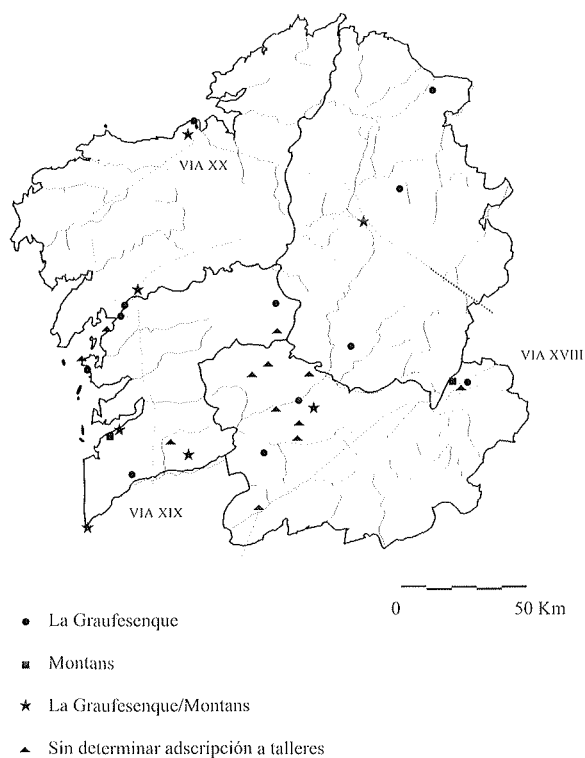 VIA XX
VIA XVIII
VIA XIX
0 50 Km
La Graufesenque
Montans
La Graufesenque/Montans
Sin determinar adscripción a talleres